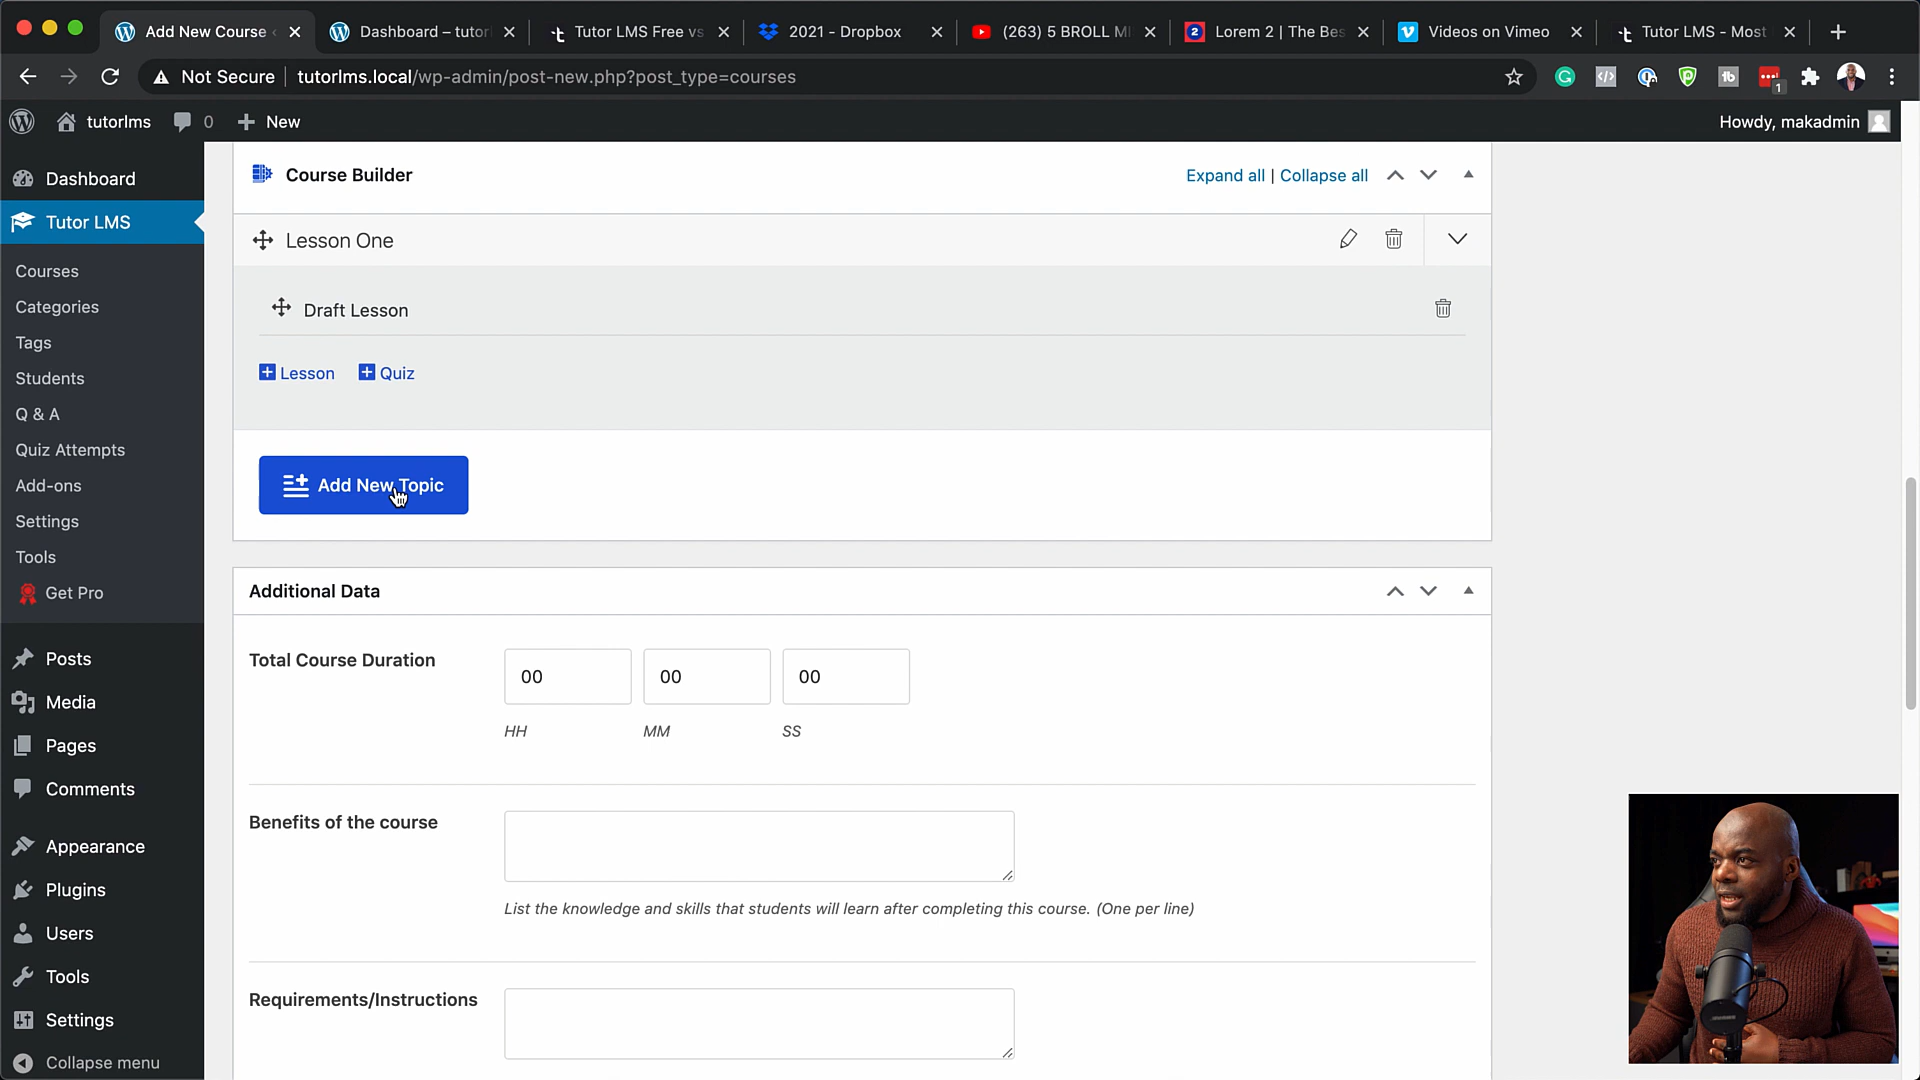 Add New Course
Dashboard – tutor
Tutor LMS Free vs
2021 - Dropbox
(263) 5 BROLL MI
Lorem 2 | The Bes
Videos on Vimeo
Tutor LMS - Most
Not Secure
tutorlms.local/wp-admin/post-new.php?post_type=courses
1
tutorlms
0
New
Howdy, makadmin
Dashboard
Tutor LMS
Courses
Categories
Tags
Students
Q & A
Quiz Attempts
Add-ons
Settings
Tools
Get Pro
Posts
Media
Pages
Comments
Appearance
Plugins
Users
Tools
Settings
Collapse menu
Course Builder
Expand all | Collapse all
Lesson One
Draft Lesson
Lesson
Quiz
Add New Topic
Additional Data
Total Course Duration
00
00
00
HH
MM
SS
Benefits of the course
List the knowledge and skills that students will learn after completing this course. (One per line)
Requirements/Instructions